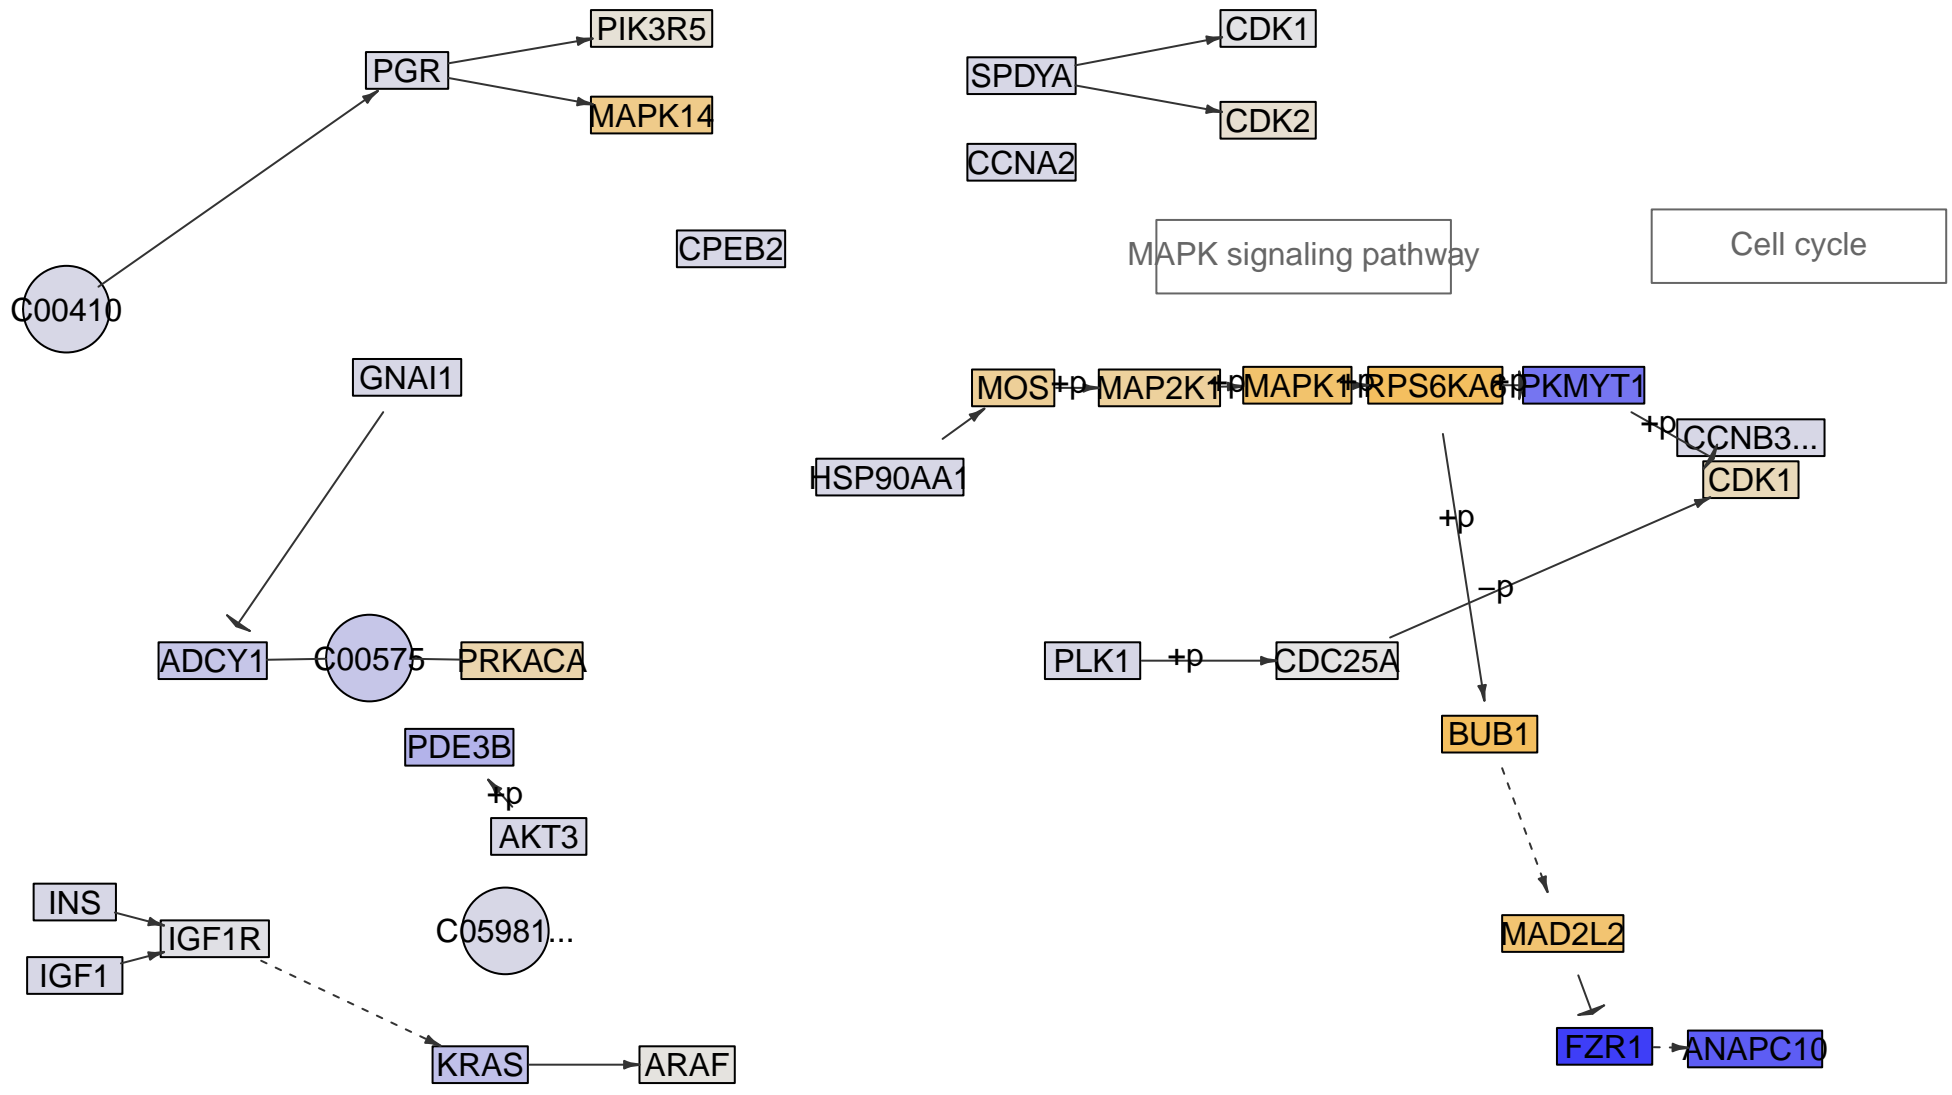 PIK3R5
CDK1
PGR
SPDYA
MAPK14
CDK2
CCNA2
CPEB2
MAPK signaling pathway
Cell cycle
C00410
GNAI1
MOS
+p
MAP2K1
+p
MAPK1
+p
RPS6KA6
+p
PKMYT1
+p
CCNB3...
HSP90AA1
CDK1
+p
−p
ADCY1
C00575
PRKACA
PLK1
+p
CDC25A
BUB1
PDE3B
+p
AKT3
INS
IGF1R
C05981...
MAD2L2
IGF1
FZR1
ANAPC10
KRAS
ARAF